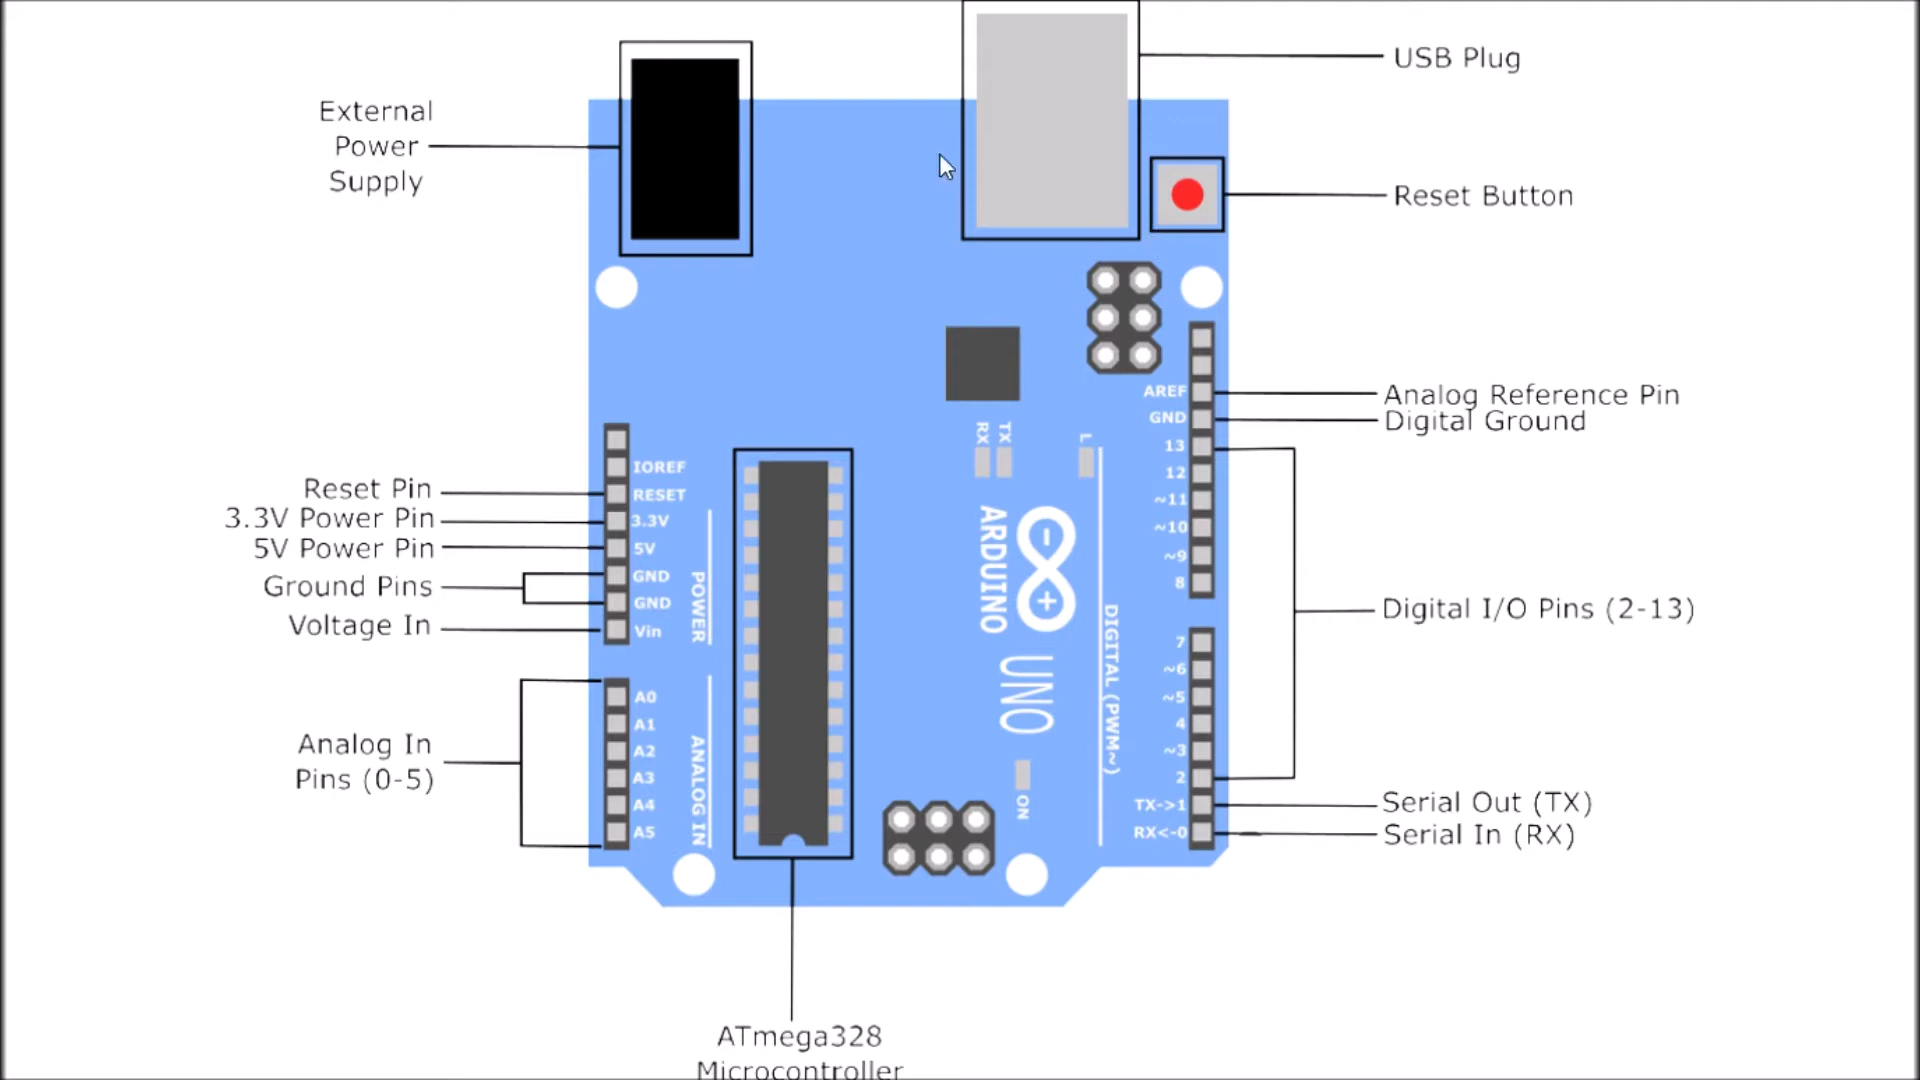 USB Plug
External
Power
Supply
Reset Button
AREF
Analog Reference Pin
GND
Digital Ground
RX
TX
L
13
12
~11
~10
~9
8
IOREF
Reset Pin
RESET
3.3V Power Pin
3.3V
5V Power Pin
5V
Ground Pins
GND
GND
Voltage In
Vin
POWER
ARDUINO
UNO
DIGITAL (PWM~)
Digital I/O Pins (2-13)
7
~6
~5
4
~3
2
Analog In
Pins (0-5)
A0
A1
A2
A3
A4
A5
ANALOG IN
ON
TX->1
Serial Out (TX)
RX<-0
Serial In (RX)
ATmega328
Microcontroller